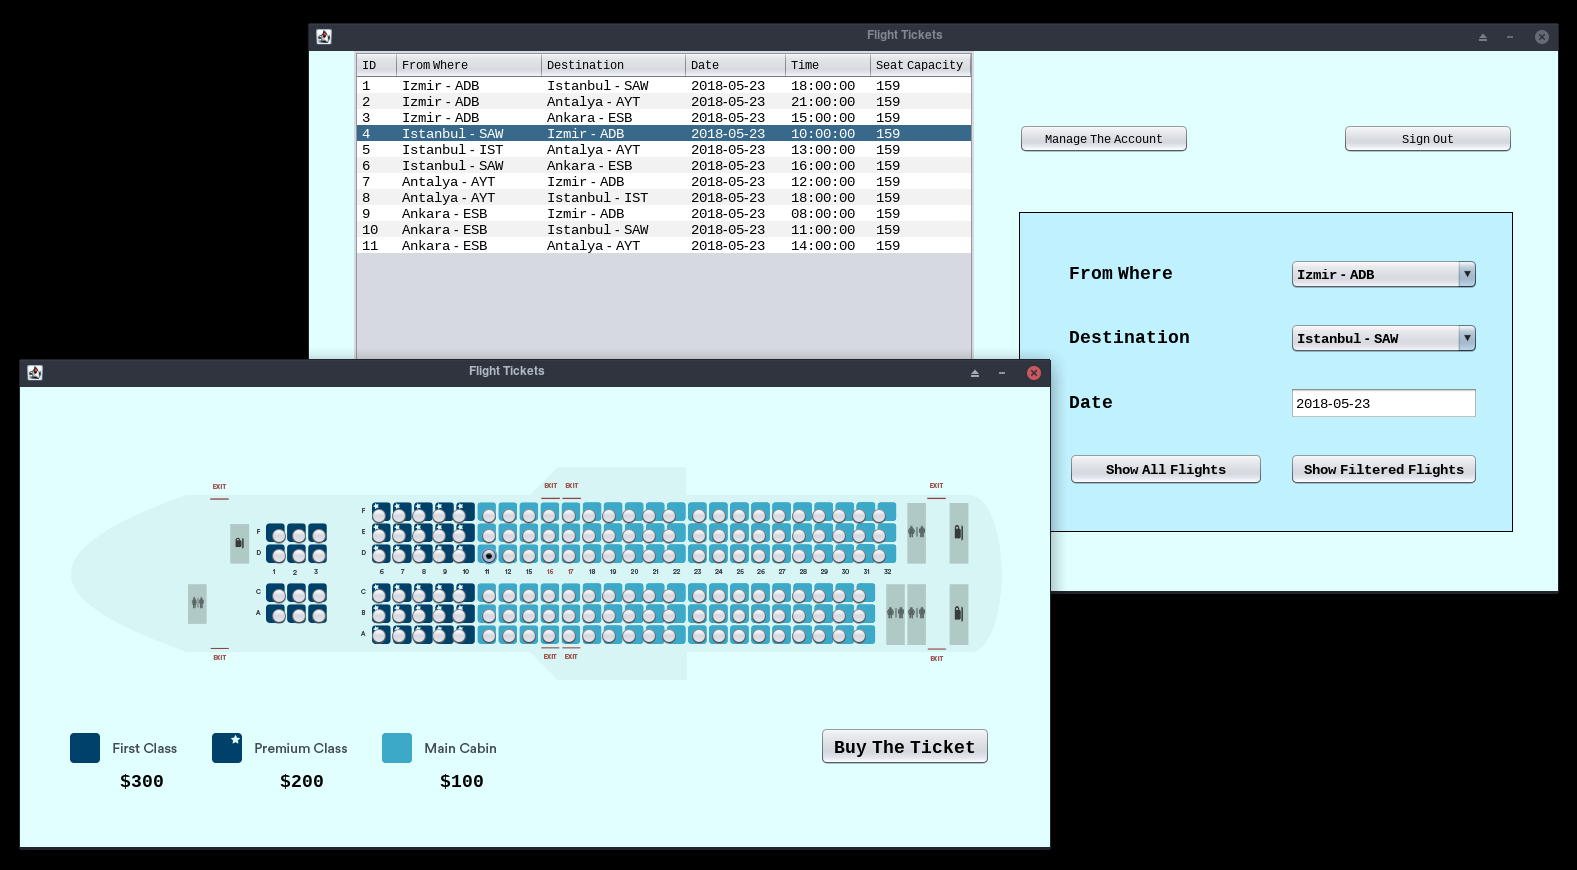 Flight Tickets
ID From Where Destination Date Time Seat Capacity
1 Izmir - ADB Istanbul - SAW 2018-05-23 18:00:00 159
2 Izmir - ADB Antalya - AYT 2018-05-23 21:00:00 159
3 Izmir - ADB Ankara - ESB 2018-05-23 15:00:00 159
4 Istanbul - SAW Izmir - ADB 2018-05-23 10:00:00 159
5 Istanbul - IST Antalya - AYT 2018-05-23 13:00:00 159
6 Istanbul - SAW Ankara - ESB 2018-05-23 16:00:00 159
7 Antalya - AYT Izmir - ADB 2018-05-23 12:00:00 159
8 Antalya - AYT Istanbul - IST 2018-05-23 18:00:00 159
9 Ankara - ESB Izmir - ADB 2018-05-23 08:00:00 159
10 Ankara - ESB Istanbul - SAW 2018-05-23 11:00:00 159
11 Ankara - ESB Antalya - AYT 2018-05-23 14:00:00 159
Manage The Account Sign Out
From Where Izmir - ADB
Destination Istanbul - SAW
Date 2018-05-23
Show All Flights Show Filtered Flights
Flight Tickets
EXIT EXIT EXIT EXIT
F F
E
D D
1 2 3 6 7 8 9 10 11 12 15 16 17 18 19 20 21 22 23 24 25 26 27 28 29 30 31 32
C C
A B
A
EXIT EXIT EXIT EXIT
First Class Premium Class Main Cabin
$300 $200 $100
Buy The Ticket